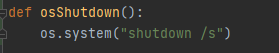 def osShutdown():
    os.system("shutdown /s")